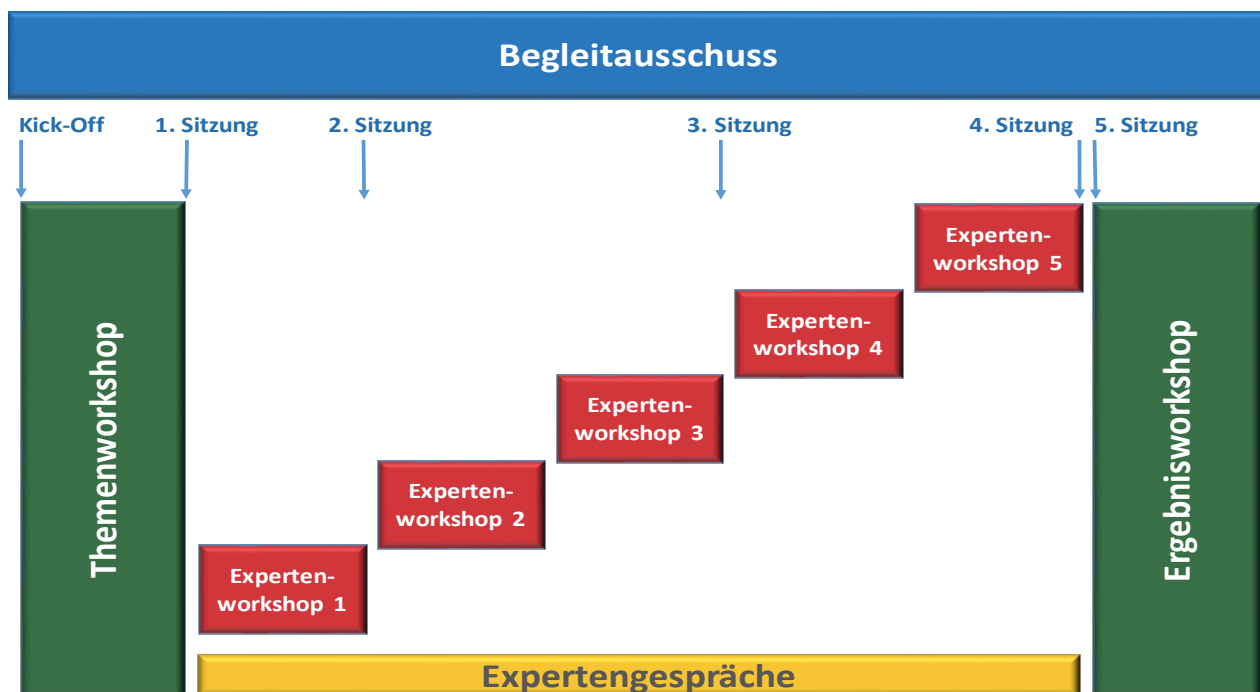 Begleitausschuss
Kick-Off 1. Sitzung 2. Sitzung 3. Sitzung 4. Sitzung 5. Sitzung
Themenworkshop
Experten-
workshop 1
Experten-
workshop 2
Experten-
workshop 3
Experten-
workshop 4
Experten-
workshop 5
Ergebnisworkshop
Expertengespräche